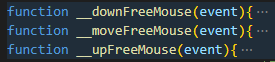 function __downFreeMouse(event){ ···
function __moveFreeMouse(event){ ···
function __upFreeMouse(event){ ···